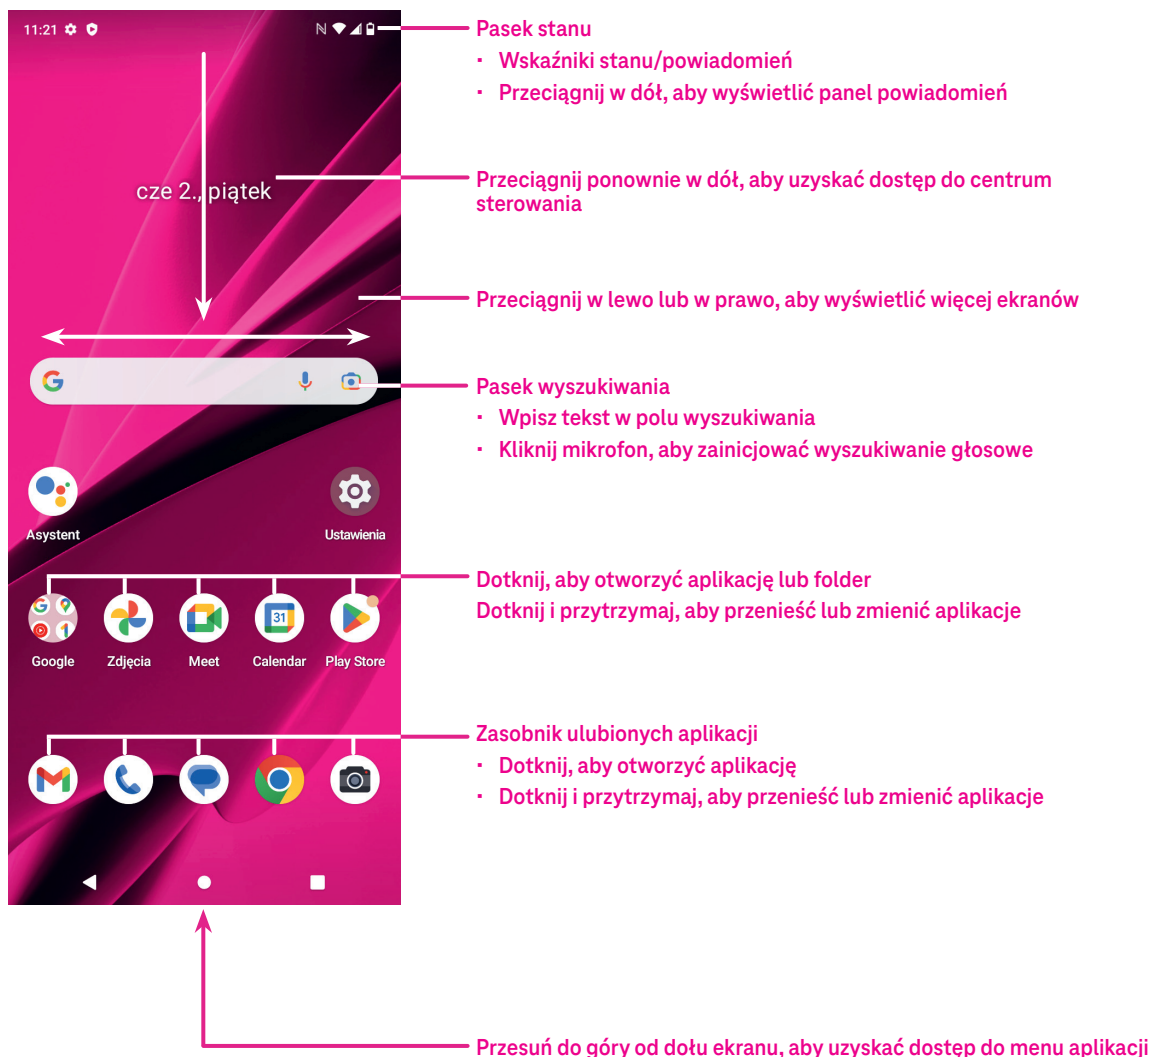 11:21
Pasek stanu
· Wskaźniki stanu/powiadomień
· Przeciągnij w dół, aby wyświetlić panel powiadomień
cze 2., piątek
Przeciągnij ponownie w dół, aby uzyskać dostęp do centrum
sterowania
Przeciągnij w lewo lub w prawo, aby wyświetlić więcej ekranów
Pasek wyszukiwania
· Wpisz tekst w polu wyszukiwania
· Kliknij mikrofon, aby zainicjować wyszukiwanie głosowe
Asystent
Ustawienia
Dotknij, aby otworzyć aplikację lub folder
Dotknij i przytrzymaj, aby przenieść lub zmienić aplikacje
31
Google
Zdjęcia
Meet
Calendar
Play Store
Zasobnik ulubionych aplikacji
· Dotknij, aby otworzyć aplikację
· Dotknij i przytrzymaj, aby przenieść lub zmienić aplikacje
Przesuń do góry od dołu ekranu, aby uzyskać dostęp do menu aplikacji